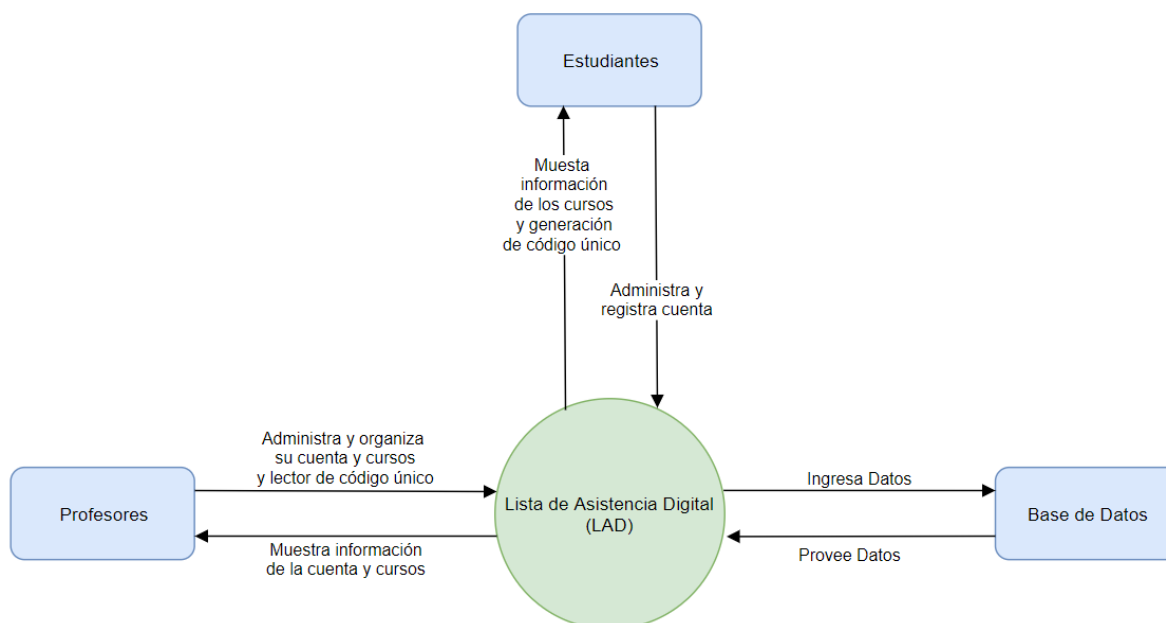 Estudiantes
Muesta
información
de los cursos
y generación
de código único
Administra y
registra cuenta
Administra y organiza
su cuenta y cursos
y lector de código único
Profesores
Muestra información
de la cuenta y cursos
Lista de Asistencia Digital
(LAD)
Ingresa Datos
Provee Datos
Base de Datos